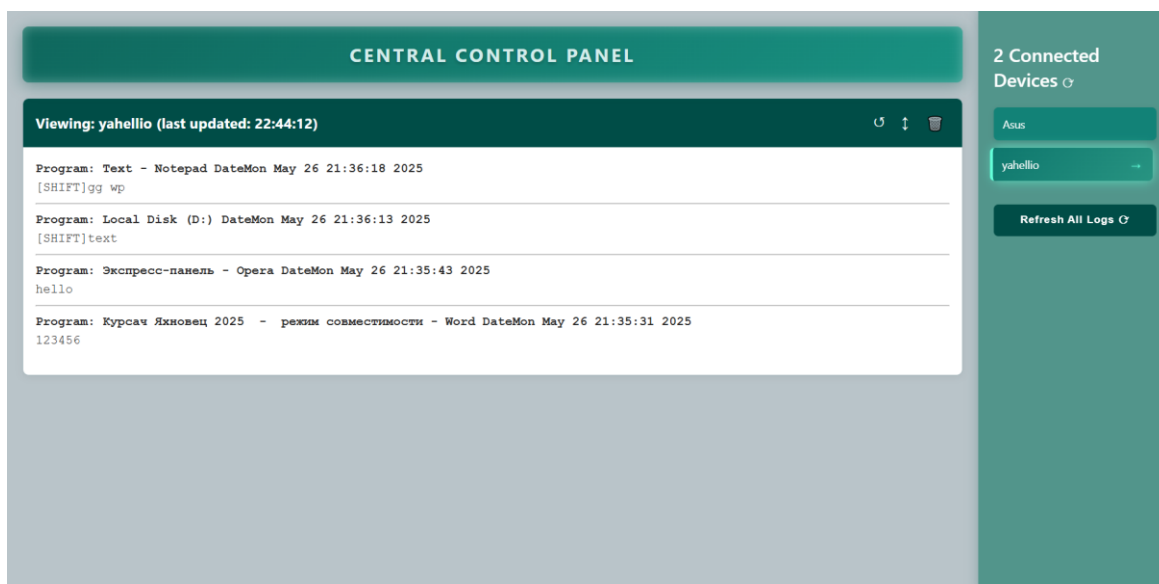 CENTRAL CONTROL PANEL
Viewing: yahellio (last updated: 22:44:12)
Program: Text - Notepad DateMon May 26 21:36:18 2025
[SHIFT]gg wp
Program: Local Disk (D:) DateMon May 26 21:36:13 2025
[SHIFT]text
Program: Экспресс-панель - Opera DateMon May 26 21:35:43 2025
hello
Program: Курсач Яхновец 2025  -  режим совместимости - Word DateMon May 26 21:35:31 2025
123456
2 Connected
Devices
Asus
yahellio
Refresh All Logs